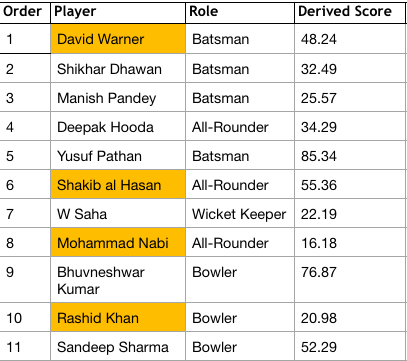 Order Player Role Derived Score
1 David Warner Batsman 48.24
2 Shikhar Dhawan Batsman 32.49
3 Manish Pandey Batsman 25.57
4 Deepak Hooda All-Rounder 34.29
5 Yusuf Pathan Batsman 85.34
6 Shakib al Hasan All-Rounder 55.36
7 W Saha Wicket Keeper 22.19
8 Mohammad Nabi All-Rounder 16.18
9 Bhuvneshwar Bowler 76.87
Kumar
10 Rashid Khan Bowler 20.98
11 Sandeep Sharma Bowler 52.29